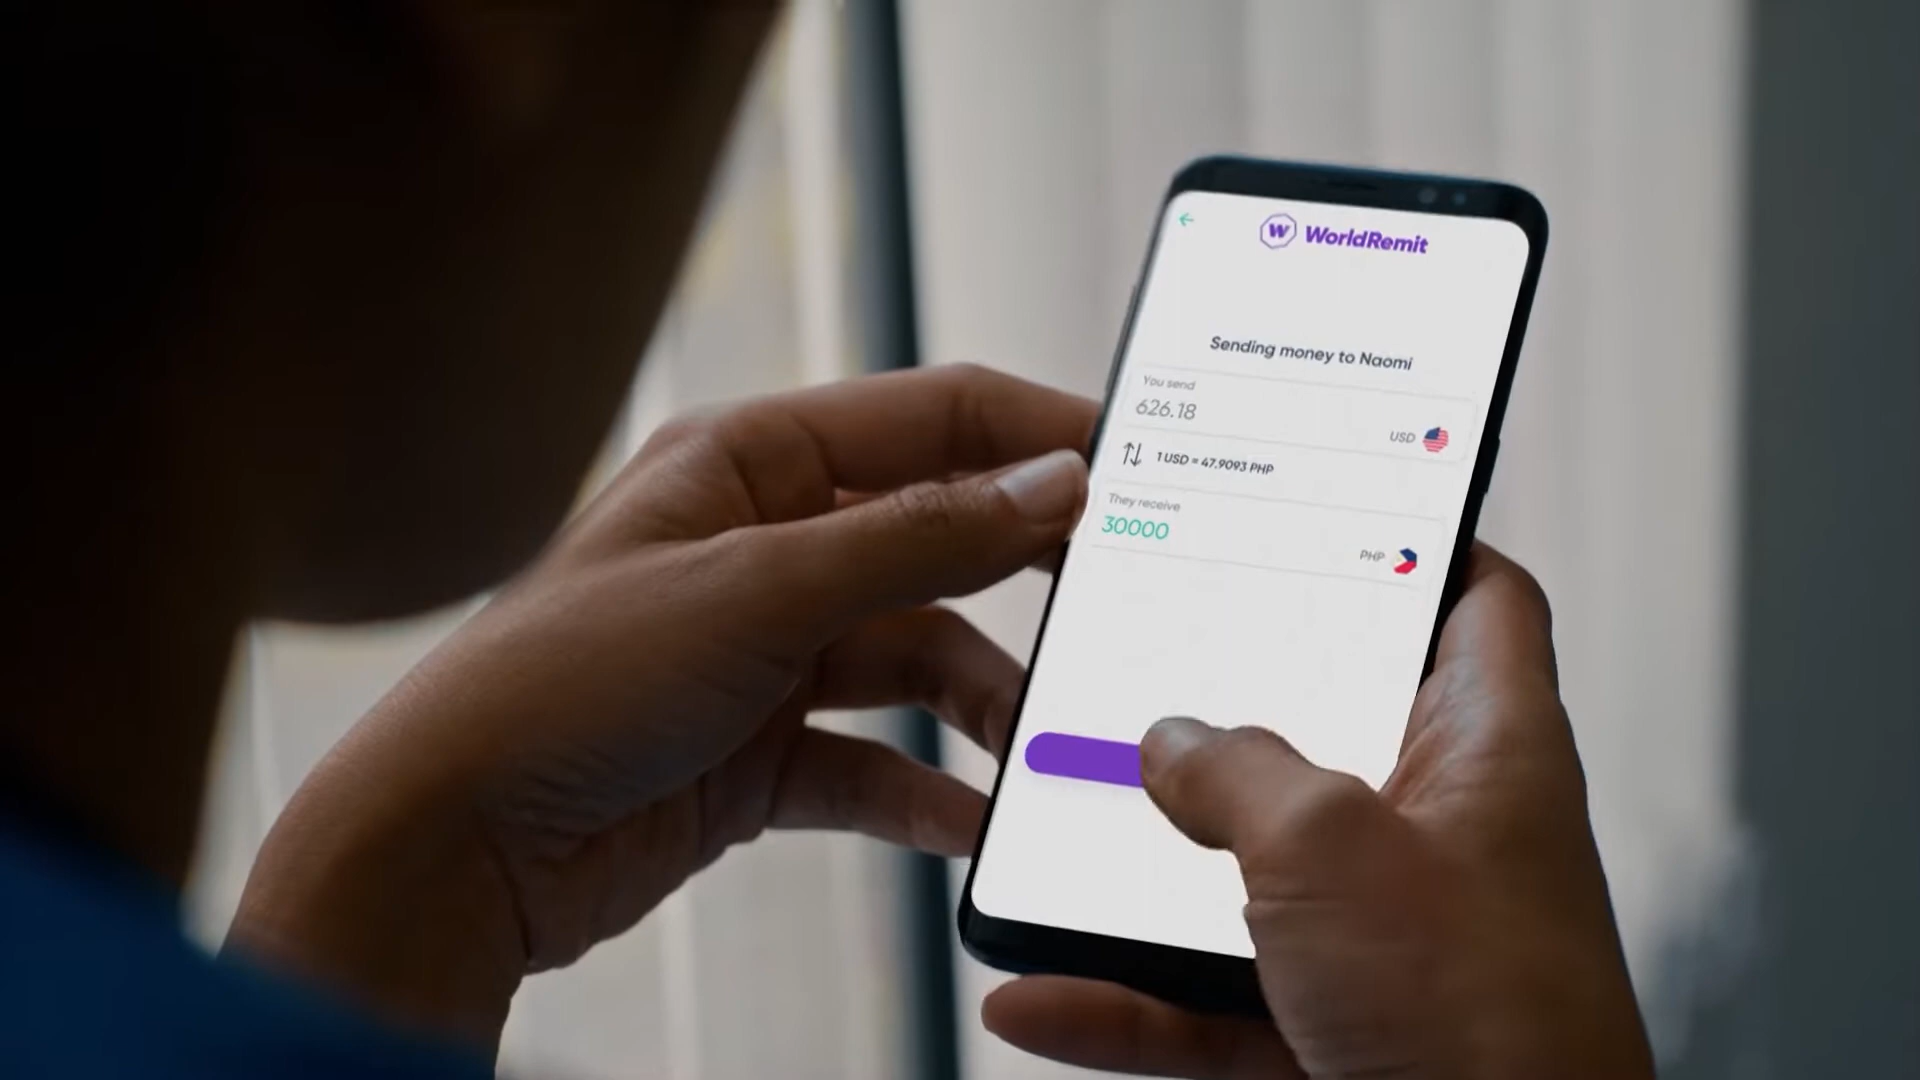 W WorldRemit
Sending money to Naomi
You send
626.18
USD
1 USD = 47.9093 PHP
They receive
30000
PHP